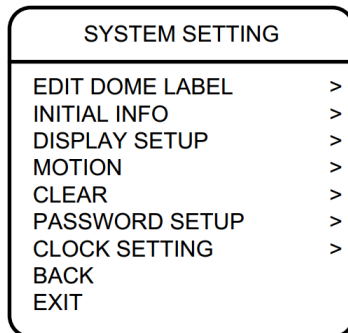 SYSTEM SETTING
EDIT DOME LABEL >
INITIAL INFO >
DISPLAY SETUP >
MOTION >
CLEAR >
PASSWORD SETUP >
CLOCK SETTING >
BACK
EXIT